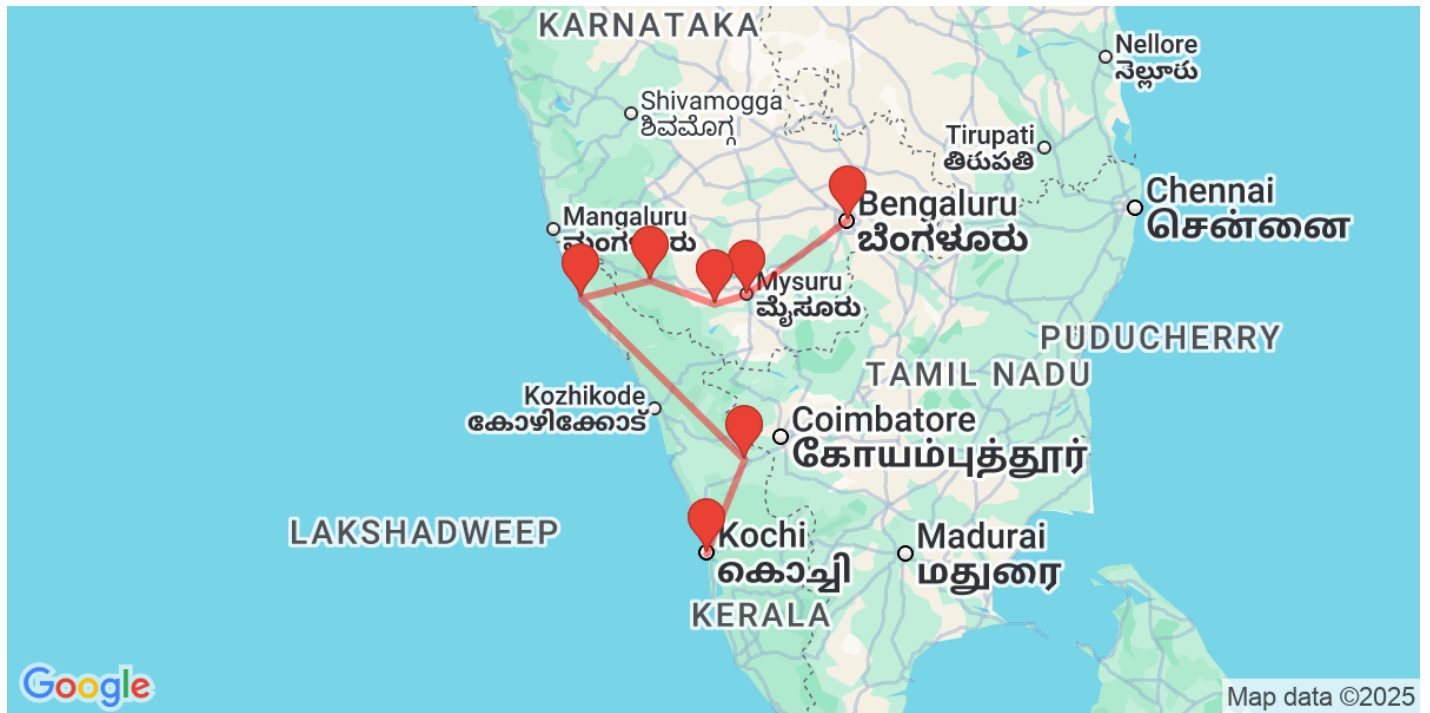 KARNATAKA
Nellore
నెల్లూరు
Shivamogga
ಶಿವಮೊಗ್ಗ
Tirupati
తిరుపతి
Chennai
சென்னை
Mangaluru
Bengaluru
ಬೆಂಗಳೂರು
Mysuru
ಮೈಸೂರು
PUDUCHERRY
TAMIL NADU
Kozhikode
കോഴിക്കോട്
Coimbatore
கோயம்புத்தூர்
LAKSHADWEEP
Kochi
കൊച്ചി
Madurai
மதுரை
KERALA
Google
Map data ©2025